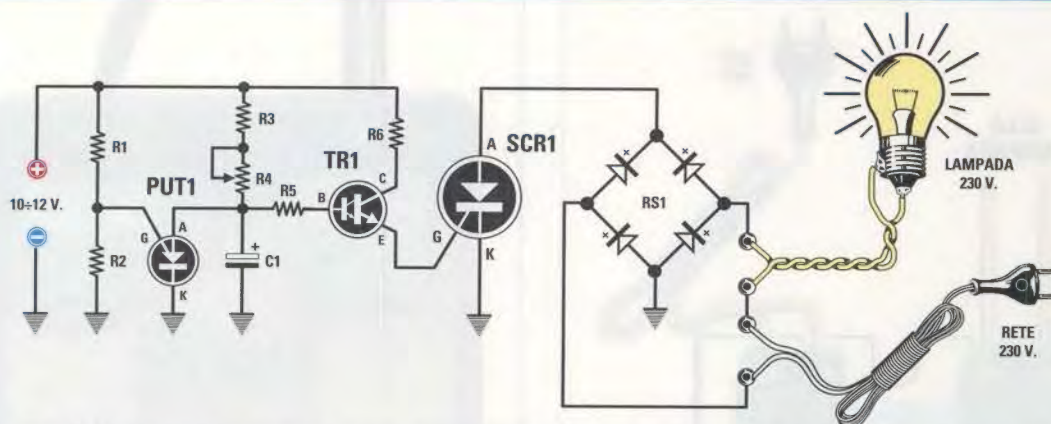 10÷12 V.
R1
R2
PUT1
G
A
K
R3
R4
C1
+
R5
TR1
B
C
E
R6
SCR1
A
G
K
RS1
LAMPADA
230 V.
RETE
230 V.